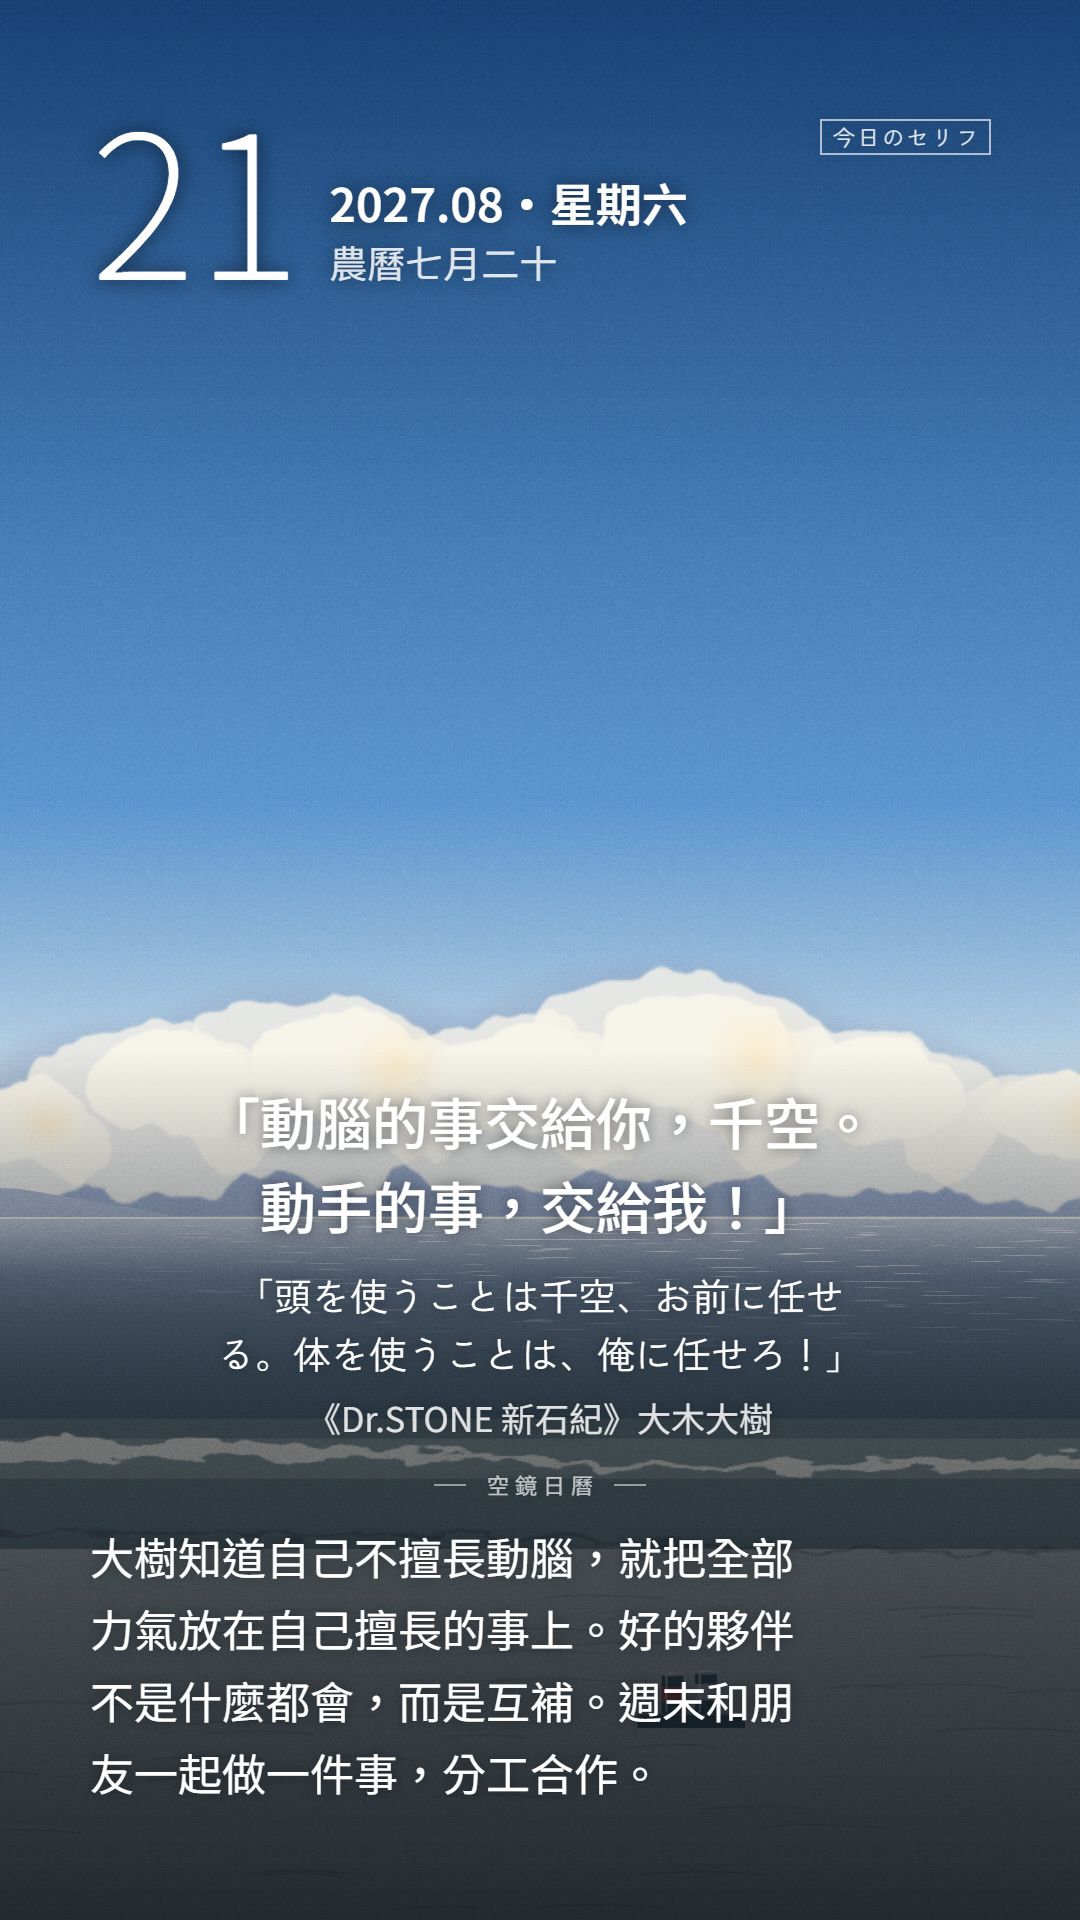 21
2027.08・星期六
農曆七月二十
今日のセリフ
「動腦的事交給你，千空。
動手的事，交給我！」
「頭を使うことは千空、お前に任せ
る。体を使うことは、俺に任せろ！」
《Dr.STONE 新石紀》大木大樹
空鏡日曆
大樹知道自己不擅長動腦，就把全部
力氣放在自己擅長的事上。好的夥伴
不是什麼都會，而是互補。週末和朋
友一起做一件事，分工合作。